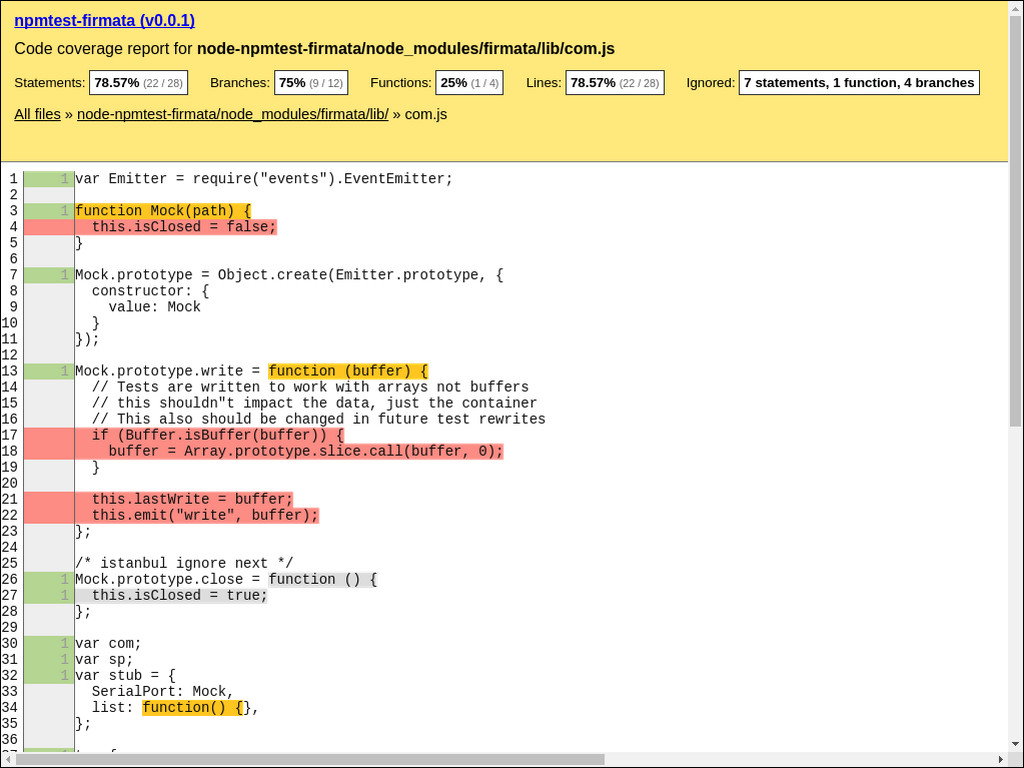 npmtest-firmata (v0.0.1)
Code coverage report for node-npmtest-firmata/node_modules/firmata/lib/com.js
Statements: 78.57% (22 / 28) Branches: 75% (9 / 12) Functions: 25% (1 / 4) Lines: 78.57% (22 / 28) Ignored: 7 statements, 1 function, 4 branches
All files » node-npmtest-firmata/node_modules/firmata/lib/ » com.js
1 1 var Emitter = require("events").EventEmitter;
2
3 1 function Mock(path) {
4 this.isClosed = false;
5 }
6
7 1 Mock.prototype = Object.create(Emitter.prototype, {
8 constructor: {
9 value: Mock
10 }
11 });
12
13 1 Mock.prototype.write = function (buffer) {
14 // Tests are written to work with arrays not buffers
15 // this shouldn"t impact the data, just the container
16 // This also should be changed in future test rewrites
17 if (Buffer.isBuffer(buffer)) {
18 buffer = Array.prototype.slice.call(buffer, 0);
19 }
20
21 this.lastWrite = buffer;
22 this.emit("write", buffer);
23 };
24
25 /* istanbul ignore next */
26 1 Mock.prototype.close = function () {
27 1 this.isClosed = true;
28 };
29
30 1 var com;
31 1 var sp;
32 1 var stub = {
33 SerialPort: Mock,
34 list: function() {},
35 };
36